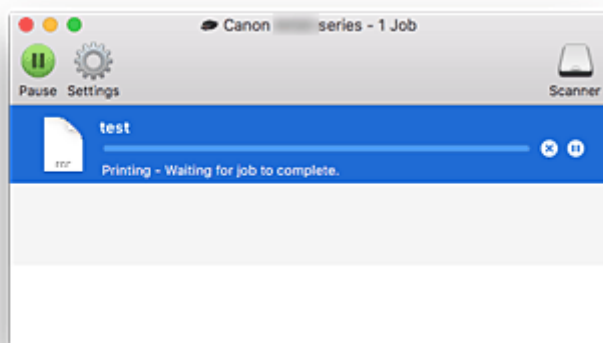 Canon series - 1 Job
Pause Settings Scanner
test
Printing - Waiting for job to complete.